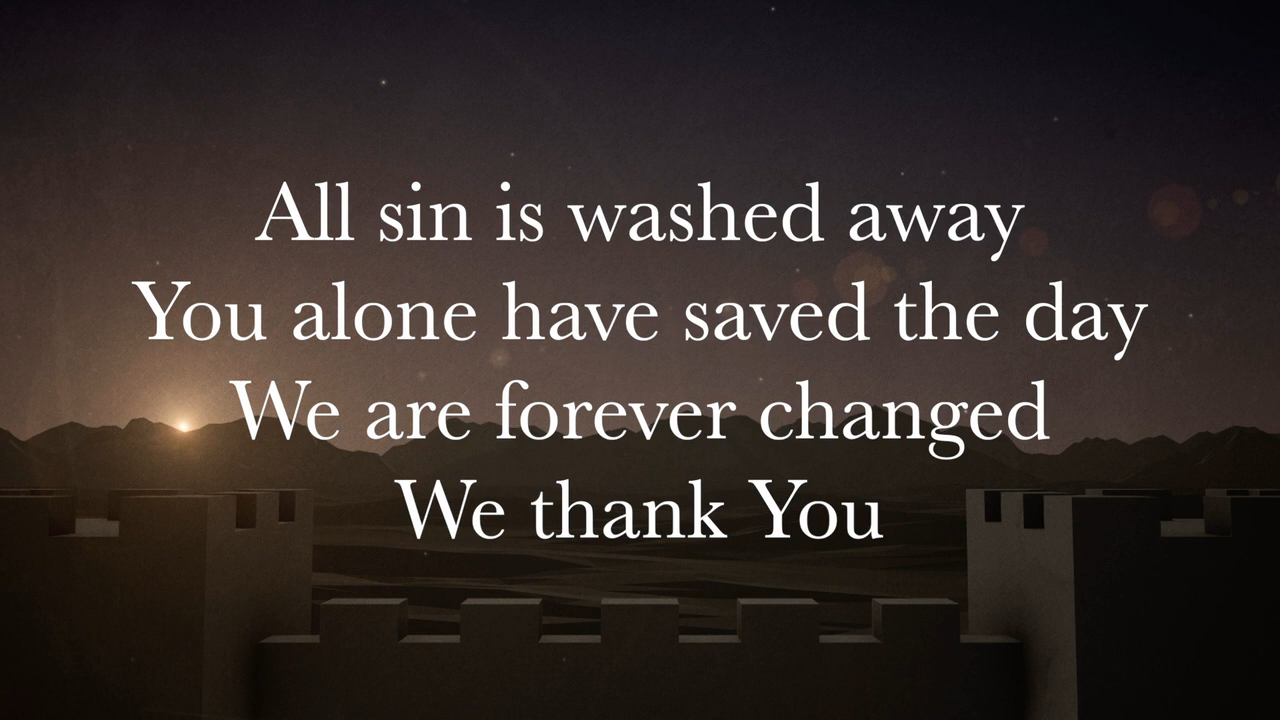 All sin is washed away
You alone have saved the day
We are forever changed
We thank You